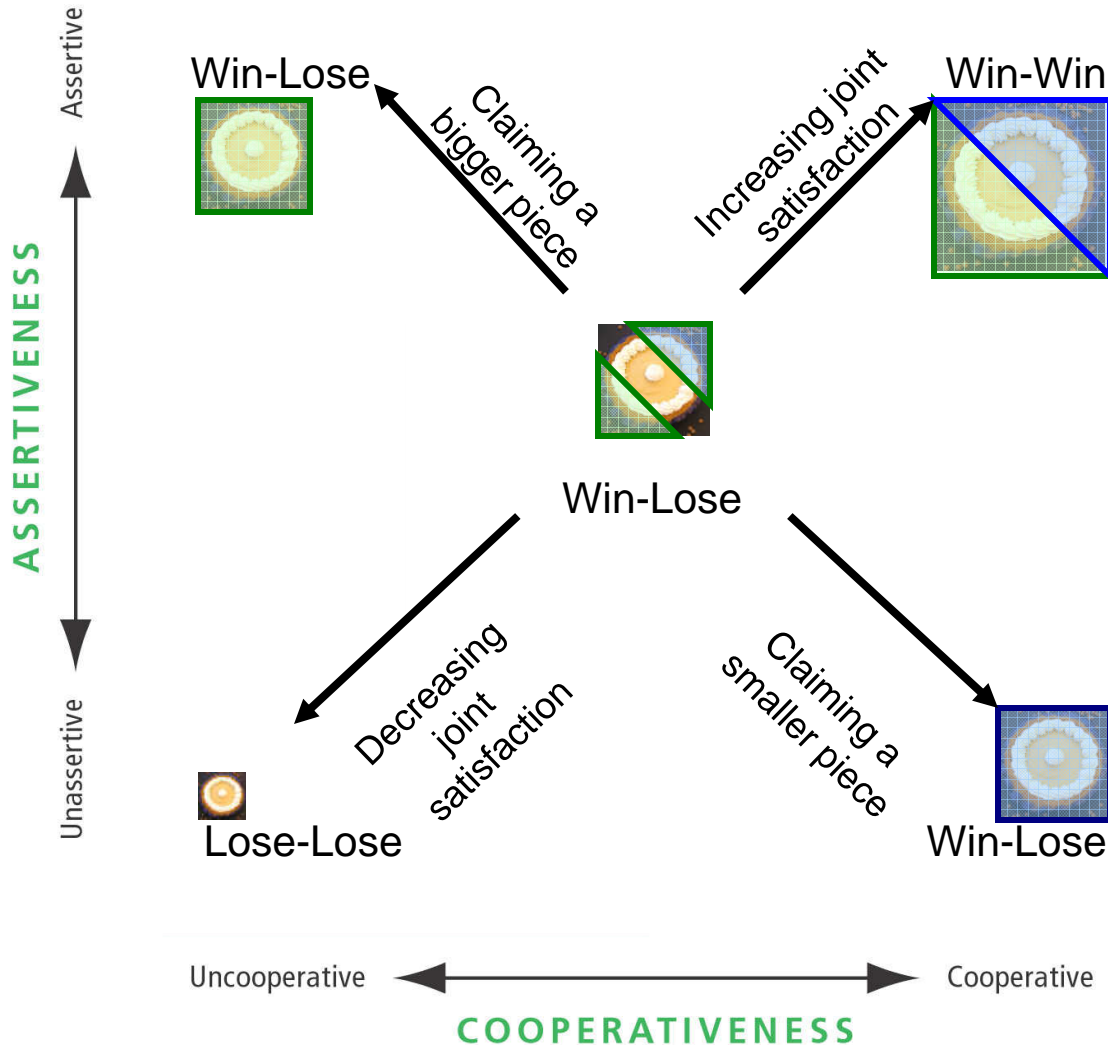 Assertive
Win-Lose
Claiming a
bigger piece
Increasing joint
satisfaction
Win-Win
ASSERTIVENESS
Win-Lose
Decreasing
joint
satisfaction
Claiming a
smaller piece
Unassertive
Lose-Lose
Win-Lose
Uncooperative
Cooperative
COOPERATIVENESS